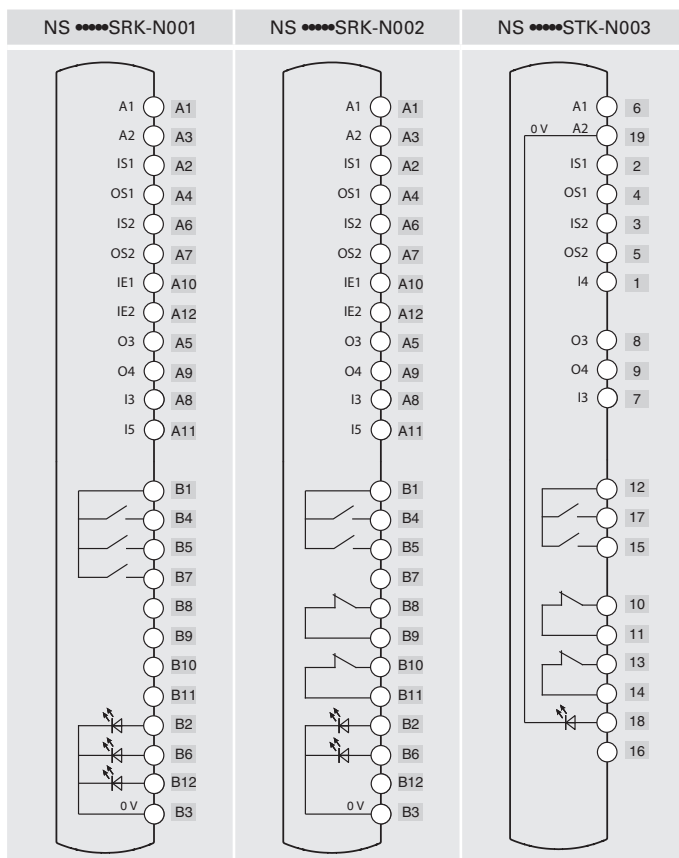 NS •••••SRK-N001 NS •••••SRK-N002 NS •••••STK-N003
A1 A1 A1 A1 A1 6
A2 A3 A2 A3 0 V A2 19
IS1 A2 IS1 A2 IS1 2
OS1 A4 OS1 A4 OS1 4
IS2 A6 IS2 A6 IS2 3
OS2 A7 OS2 A7 OS2 5
IE1 A10 IE1 A10 I4 1
IE2 A12 IE2 A12
O3 A5 O3 A5 O3 8
O4 A9 O4 A9 O4 9
I3 A8 I3 A8 I3 7
I5 A11 I5 A11
B1 B1 12
B4 B4 17
B5 B5 15
B7 B7
B8 B8 10
B9 B9 11
B10 B10 13
B11 B11 14
B2 B2 18
B6 B6 16
B12 B12
0 V B3 0 V B3